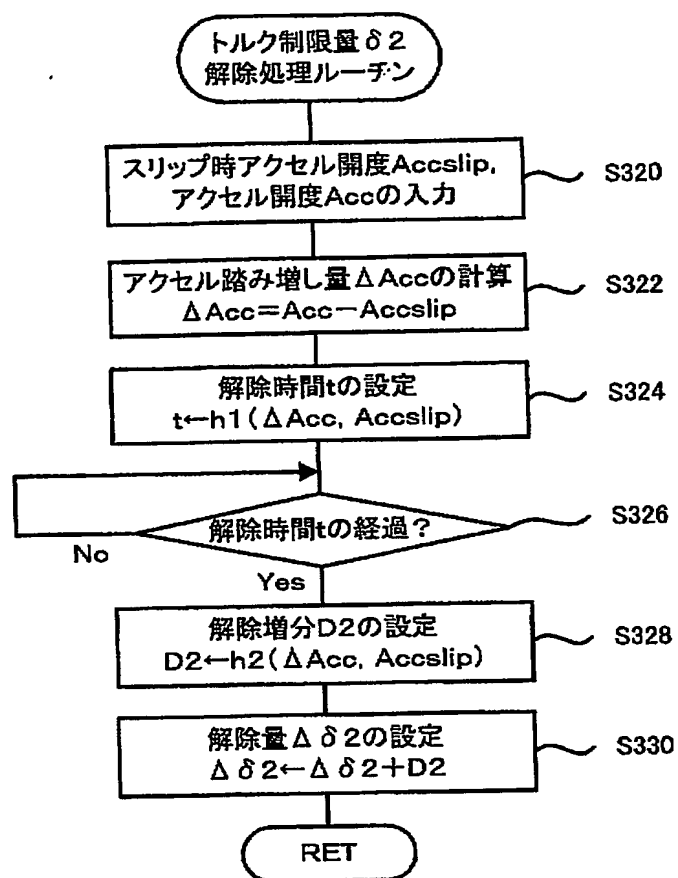 トルク制限量δ2
解除処理ルーチン
スリップ時アクセル開度Accslip,
アクセル開度Accの入力
S320
アクセル踏み増し量ΔAccの計算
ΔAcc=Acc-Accslip
S322
解除時間tの設定
t←h1(ΔAcc, Accslip)
S324
解除時間tの経過?
S326
No
Yes
解除増分D2の設定
D2←h2(ΔAcc, Accslip)
S328
解除量Δδ2の設定
Δδ2←Δδ2+D2
S330
RET